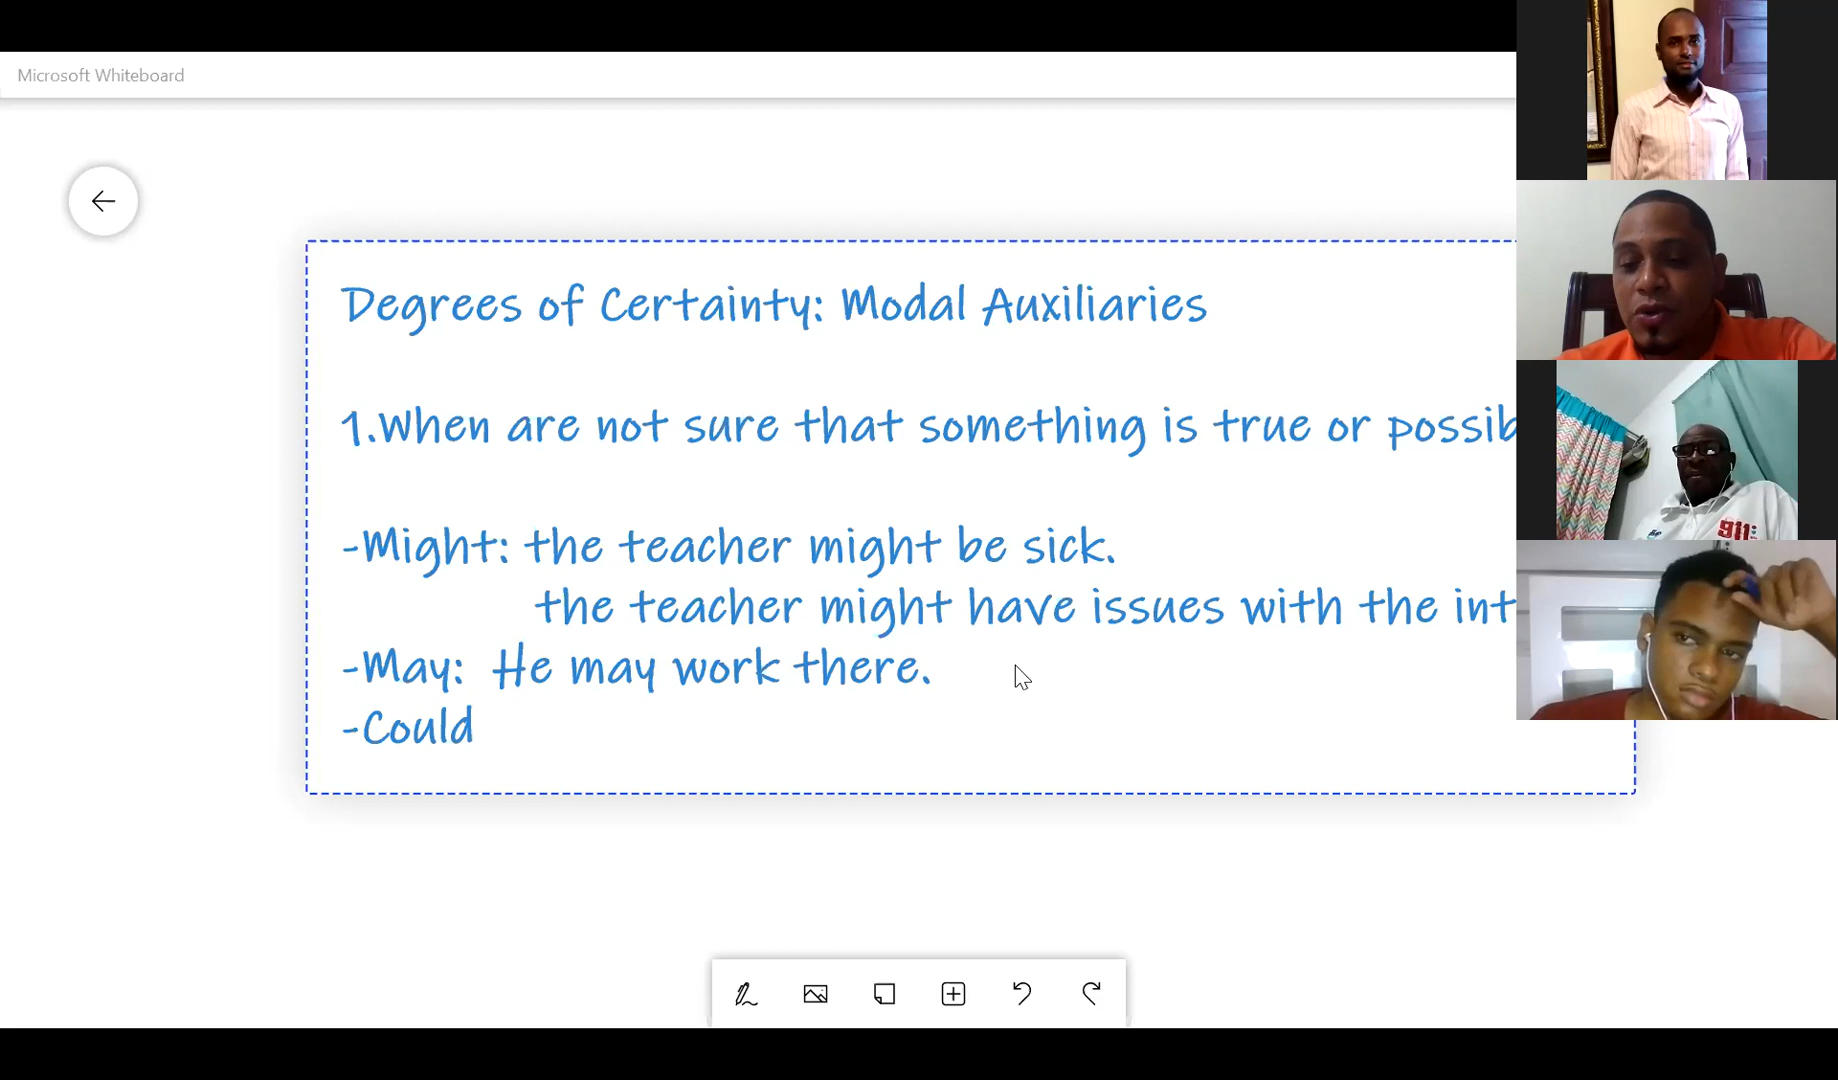 Microsoft Whiteboard
Degrees of Certainty: Modal Auxiliaries
1.When are not sure that something is true or possib
-Might: the teacher might be sick.
the teacher might have issues with the int
-May: He may work there.
-Could
911